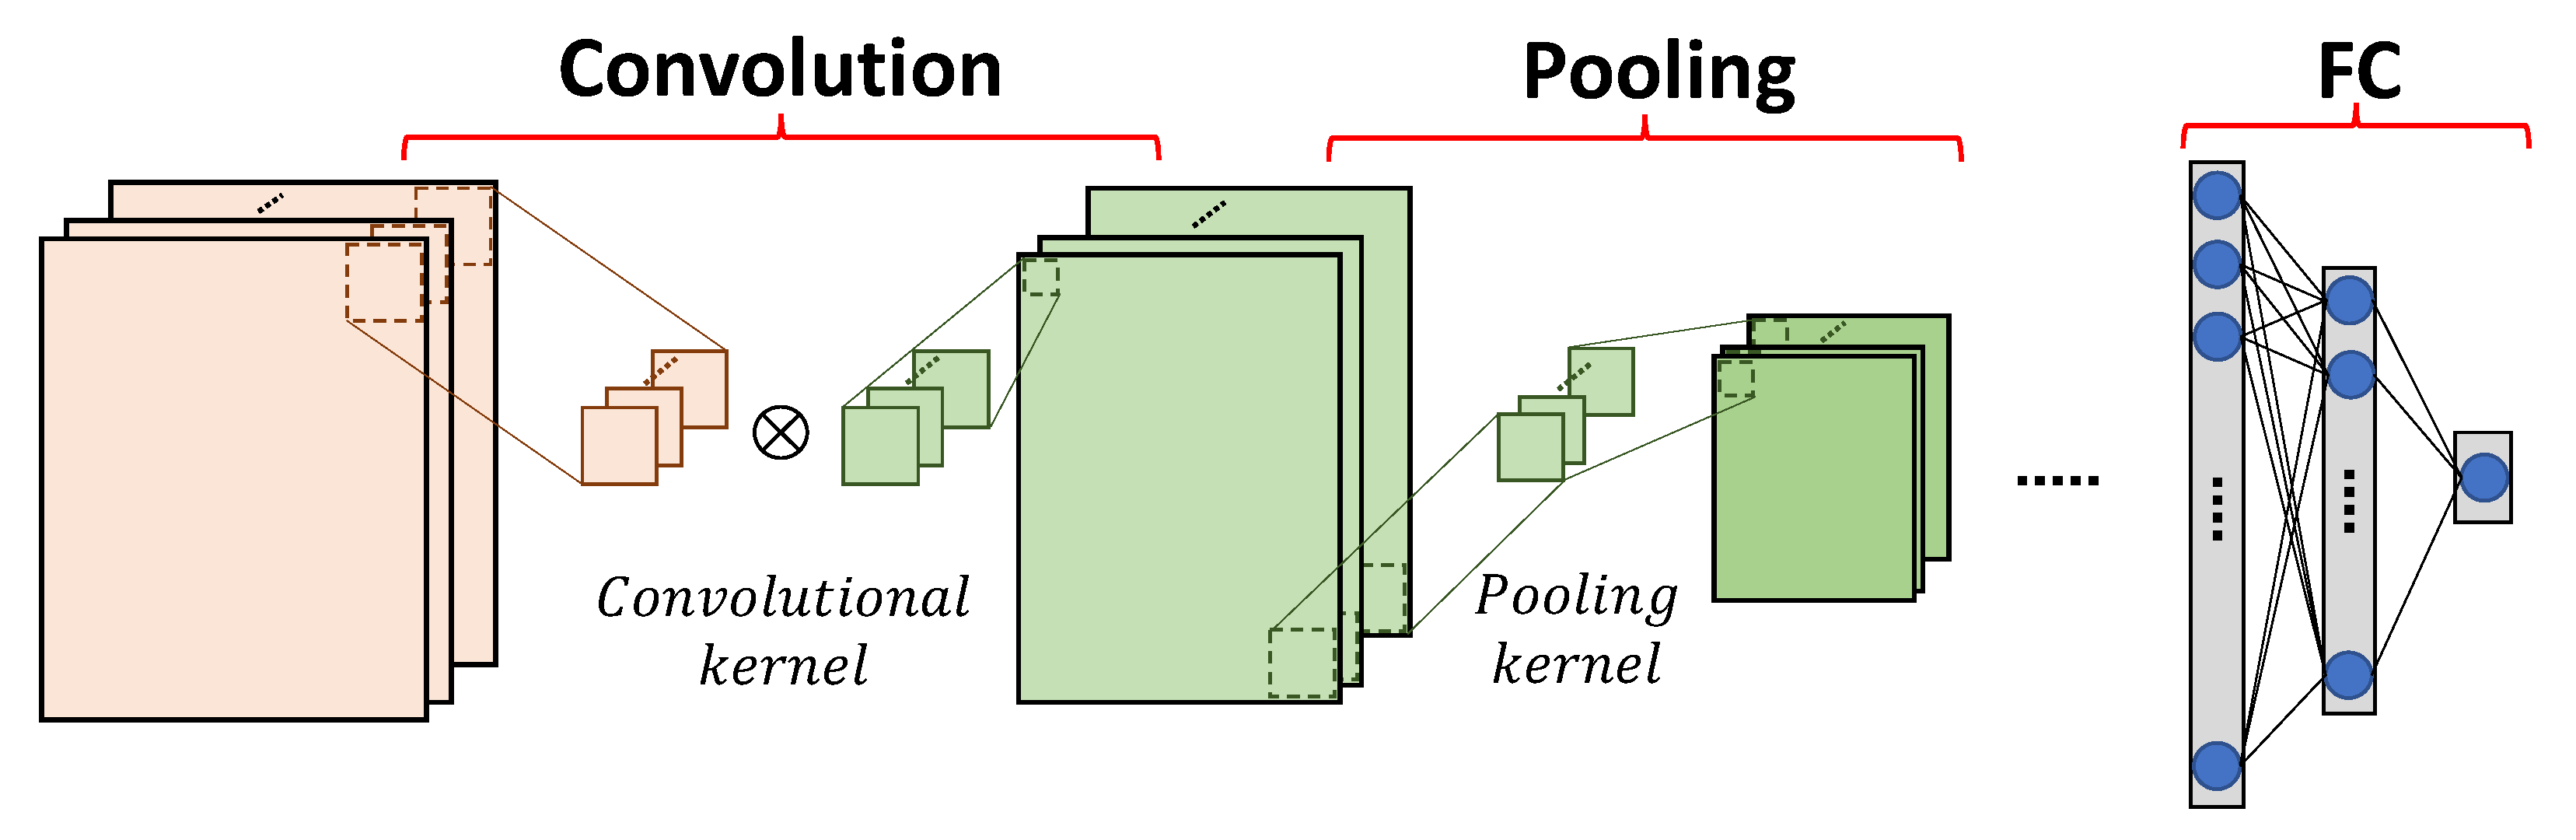 Convolution
Pooling
FC
Convolutional
kernel
Pooling
kernel